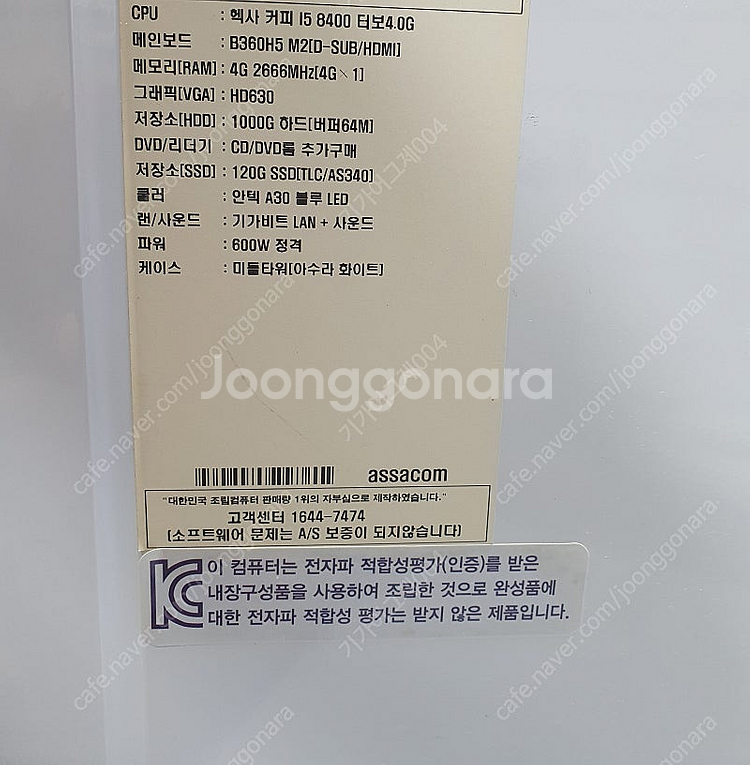 CPU : 헥사 커피 I5 8400 터보4.0G
메인보드 : B360H5 M2[D-SUB/HDMI]
메모리[RAM] : 4G 2666MHz[4G×1]
그래픽[VGA] : HD630
저장소[HDD] : 1000G 하드[버퍼64M]
DVD/리더기 : CD/DVD롬 추가구매
저장소[SSD] : 120G SSD[TLC/AS340]
쿨러 : 안텍 A30 블루 LED
랜/사운드 : 기가비트 LAN + 사운드
파워 : 600W 정격
케이스 : 미들타워[아수라 화이트]
Joonggonara
assacom
"대한민국 조립컴퓨터 판매량 1위의 자부심으로 제작하였습니다."
고객센터 1644-7474
[소프트웨어 문제는 A/S 보증이 되지않습니다]
이 컴퓨터는 전자파 적합성평가(인증)를 받은
내장구성품을 사용하여 조립한 것으로 완성품에
대한 전자파 적합성 평가는 받지 않은 제품입니다.
cafe.naver.com/joonggonara